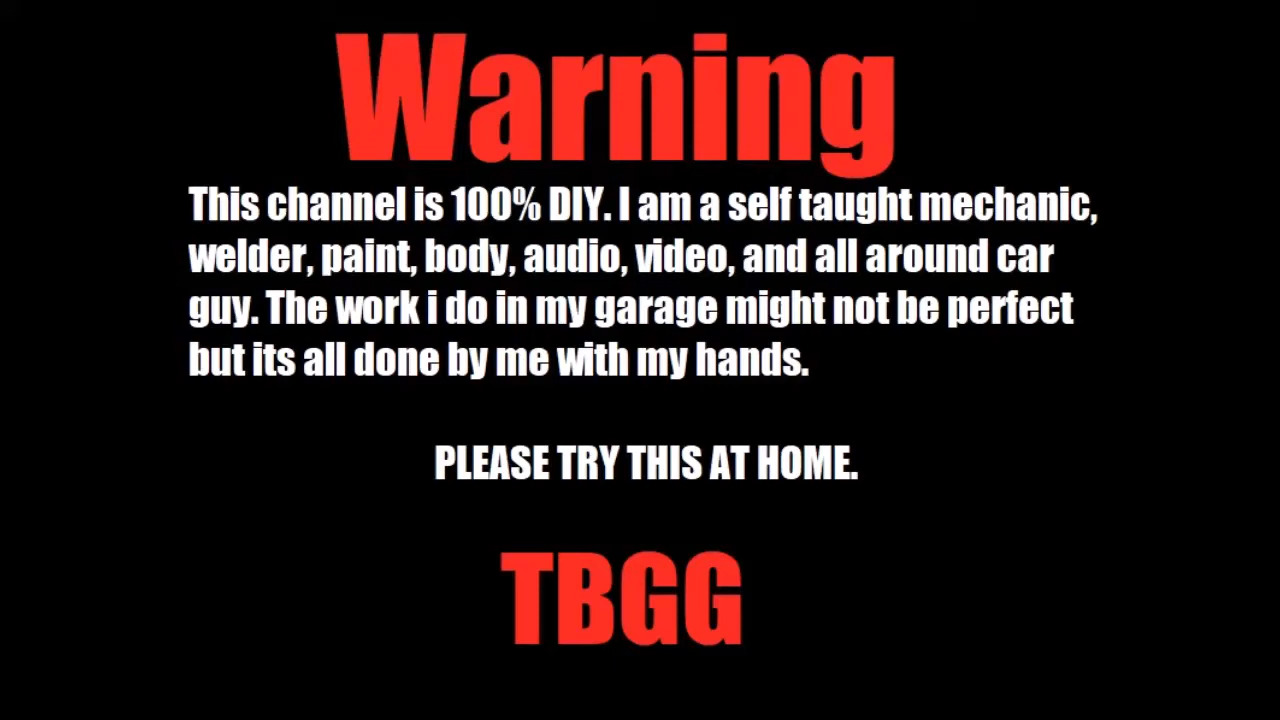 Warning
This channel is 100% DIY. I am a self taught mechanic,
welder, paint, body, audio, video, and all around car
guy. The work i do in my garage might not be perfect
but its all done by me with my hands.
PLEASE TRY THIS AT HOME.
TBGG